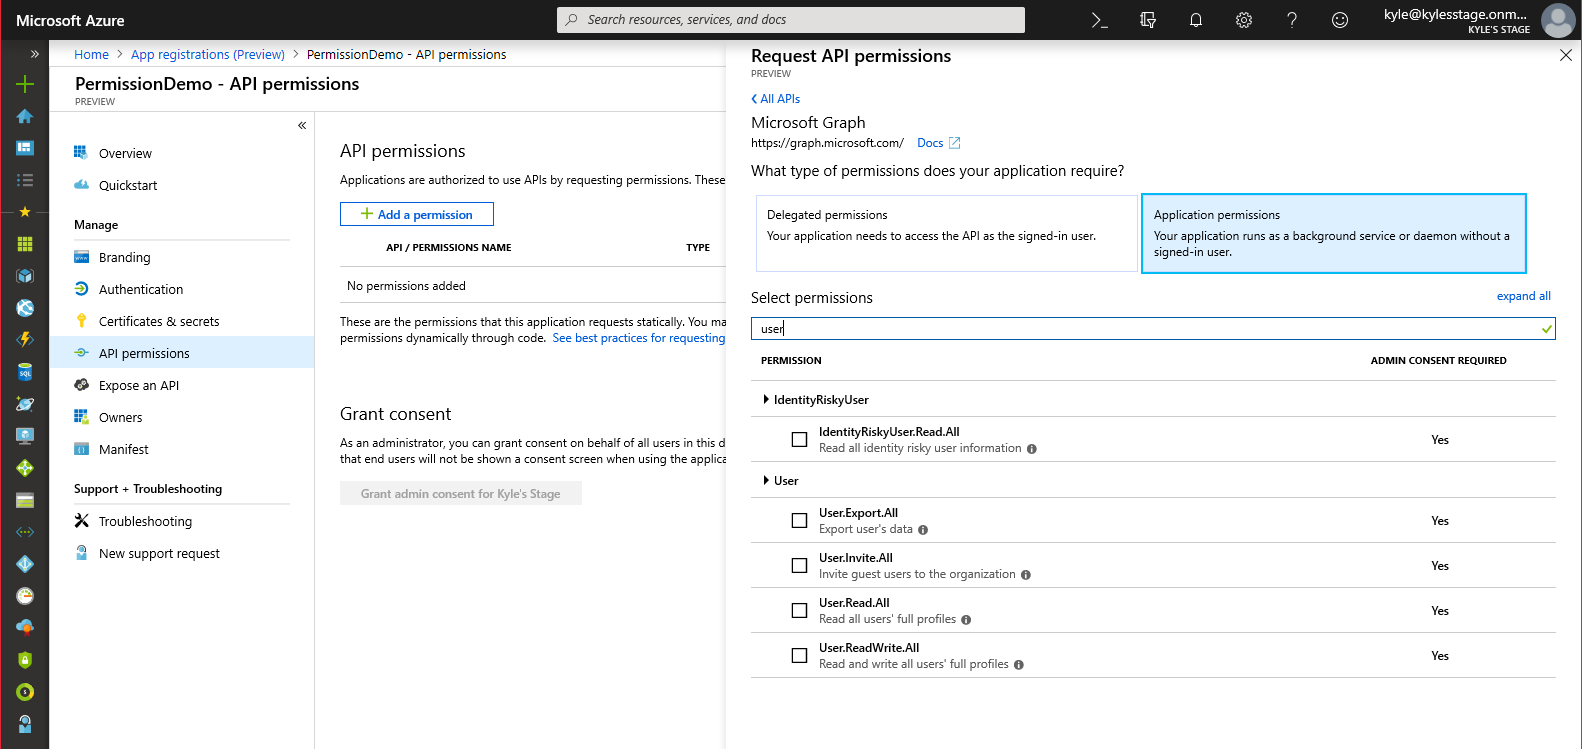 Microsoft Azure
Search resources, services, and docs
kyle@kylesstage.onm...
KYLE'S STAGE
Home > App registrations (Preview) > PermissionDemo - API permissions
PermissionDemo - API permissions
PREVIEW
Overview
Quickstart
Manage
Branding
Authentication
Certificates & secrets
API permissions
Expose an API
Owners
Manifest
Support + Troubleshooting
Troubleshooting
New support request
API permissions
Applications are authorized to use APIs by requesting permissions. These
Add a permission
API / PERMISSIONS NAME TYPE
No permissions added
These are the permissions that this application requests statically. You ma
permissions dynamically through code. See best practices for requesting
Grant consent
As an administrator, you can grant consent on behalf of all users in this d
that end users will not be shown a consent screen when using the applica
Grant admin consent for Kyle's Stage
Request API permissions
PREVIEW
All APIs
Microsoft Graph
https://graph.microsoft.com/ Docs
What type of permissions does your application require?
Delegated permissions
Your application needs to access the API as the signed-in user.
Application permissions
Your application runs as a background service or daemon without a
signed-in user.
Select permissions
expand all
user
PERMISSION ADMIN CONSENT REQUIRED
IdentityRiskyUser
IdentityRiskyUser.Read.All
Read all identity risky user information
Yes
User
User.Export.All
Export user's data
Yes
User.Invite.All
Invite guest users to the organization
Yes
User.Read.All
Read all users' full profiles
Yes
User.ReadWrite.All
Read and write all users' full profiles
Yes